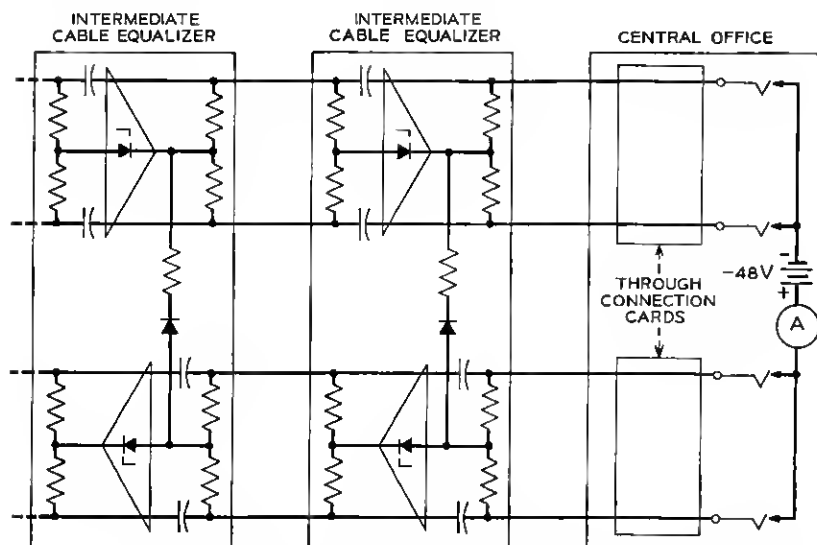 INTERMEDIATE
CABLE EQUALIZER
INTERMEDIATE
CABLE EQUALIZER
CENTRAL OFFICE
-
-48V
+
A
THROUGH
CONNECTION
CARDS